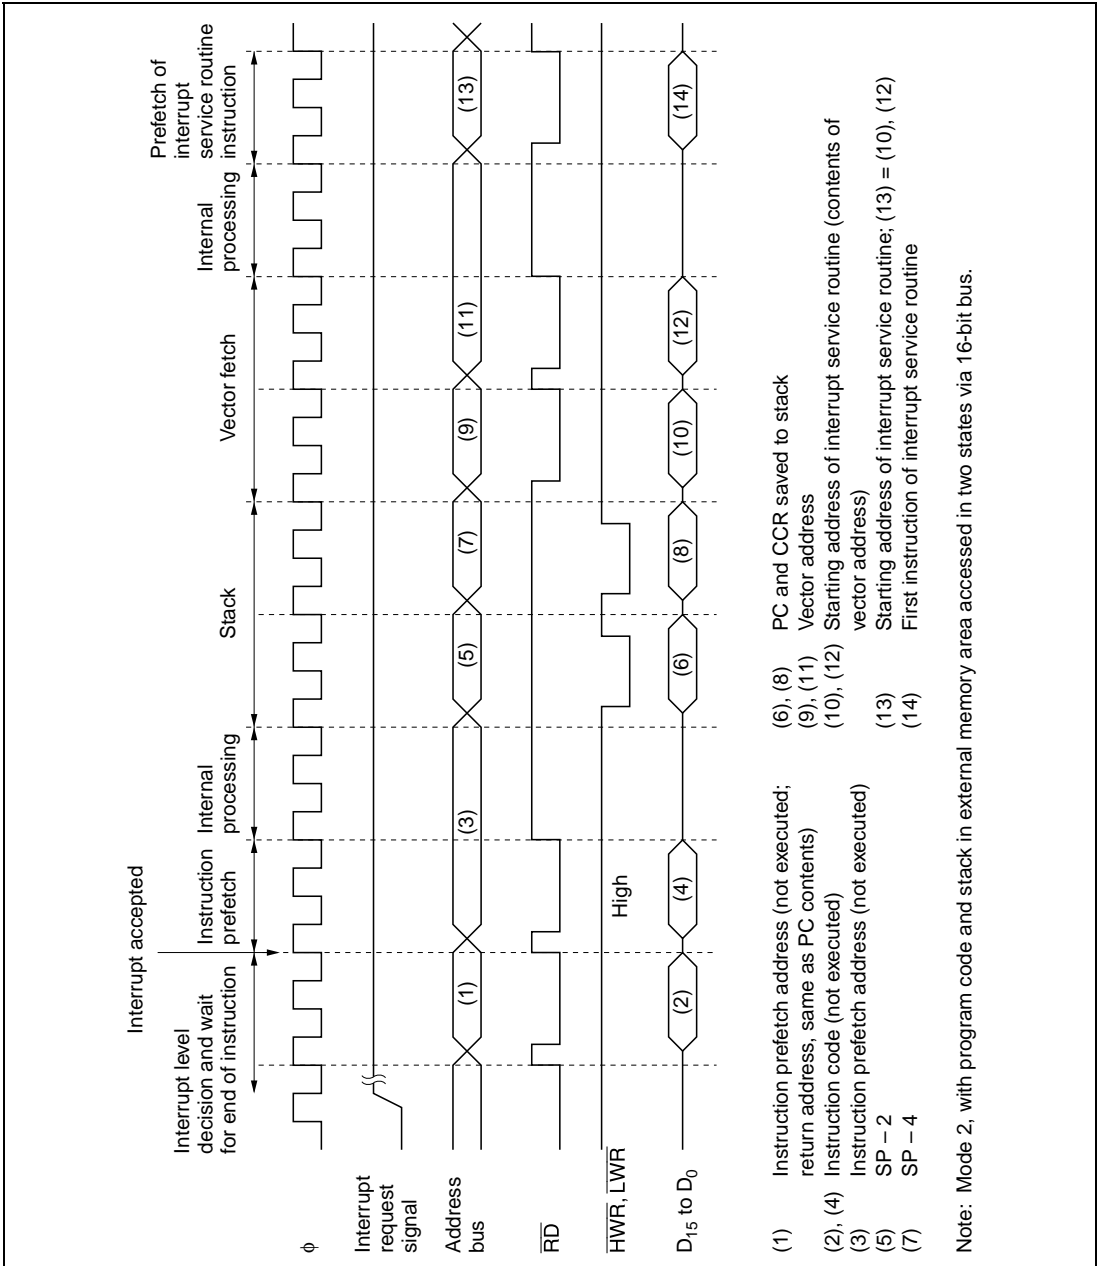 Interrupt accepted
Interrupt level
decision and wait
for end of instruction
Instruction
prefetch
Internal
processing
Stack
Vector fetch
Internal
processing
Prefetch of
interrupt
service routine
instruction
φ
Interrupt
request
signal
Address
bus
(1)
(3)
(5)
(7)
(9)
(11)
(13)
RD
HWR, LWR
High
D15 to D0
(2)
(4)
(6)
(8)
(10)
(12)
(14)
(1) Instruction prefetch address (not executed;
return address, same as PC contents)
(2), (4) Instruction code (not executed)
(3) Instruction prefetch address (not executed)
(5) SP – 2
(7) SP – 4
(6), (8) PC and CCR saved to stack
(9), (11) Vector address
(10), (12) Starting address of interrupt service routine (contents of
vector address)
(13) Starting address of interrupt service routine; (13) = (10), (12)
(14) First instruction of interrupt service routine
Note: Mode 2, with program code and stack in external memory area accessed in two states via 16-bit bus.